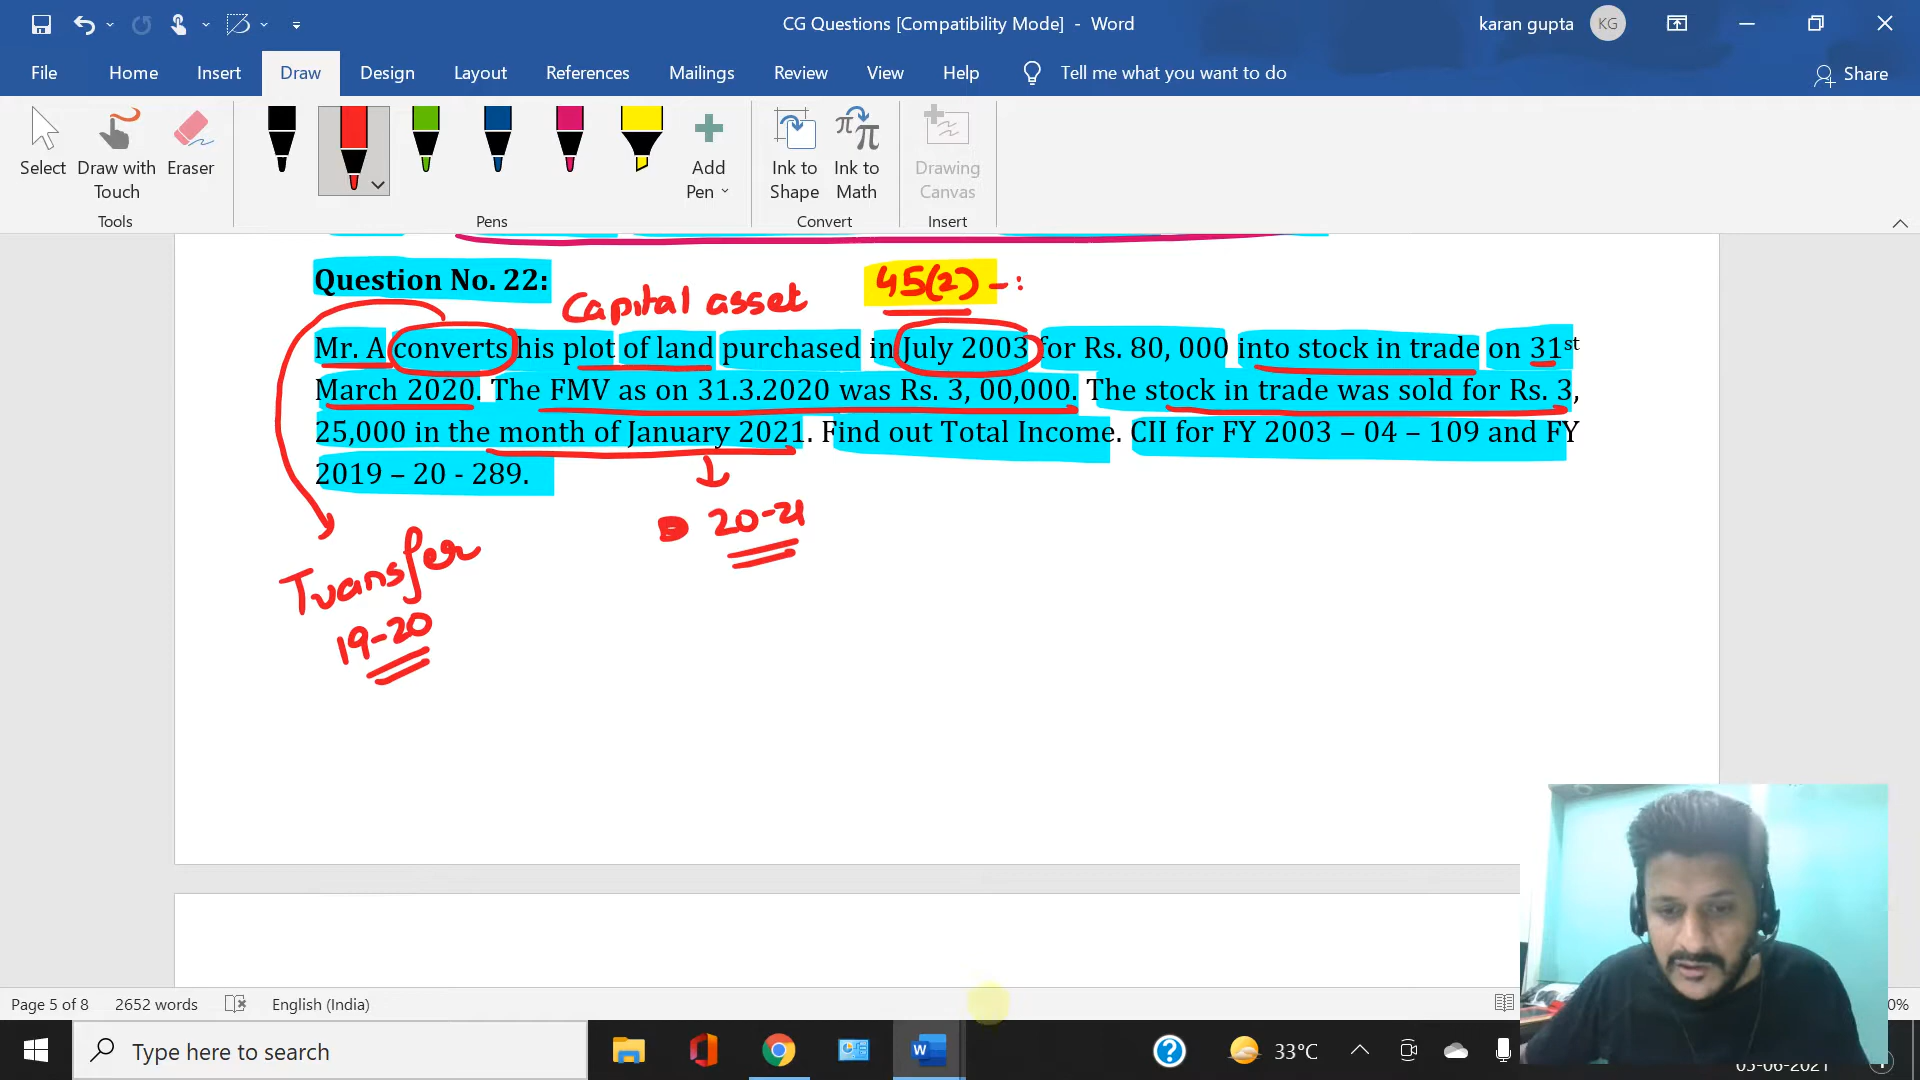 CG Questions [Compatibility Mode] - Word
karan gupta KG
File Home Insert Draw Design Layout References Mailings Review View Help Tell me what you want to do Share
Select Draw with Touch Eraser Add Pen Ink to Shape Ink to Math Drawing Canvas
Tools Pens Convert Insert
Question No. 22: Capital asset 45(2) - :
Mr. A converts his plot of land purchased in July 2003 for Rs. 80, 000 into stock in trade on 31st
March 2020. The FMV as on 31.3.2020 was Rs. 3, 00,000. The stock in trade was sold for Rs. 3,
25,000 in the month of January 2021. Find out Total Income. CII for FY 2003 – 04 – 109 and FY
2019 – 20 - 289.
20-21
Transfer
19-20
Page 5 of 8 2652 words English (India) 0%
Type here to search 33°C
05-06-2021